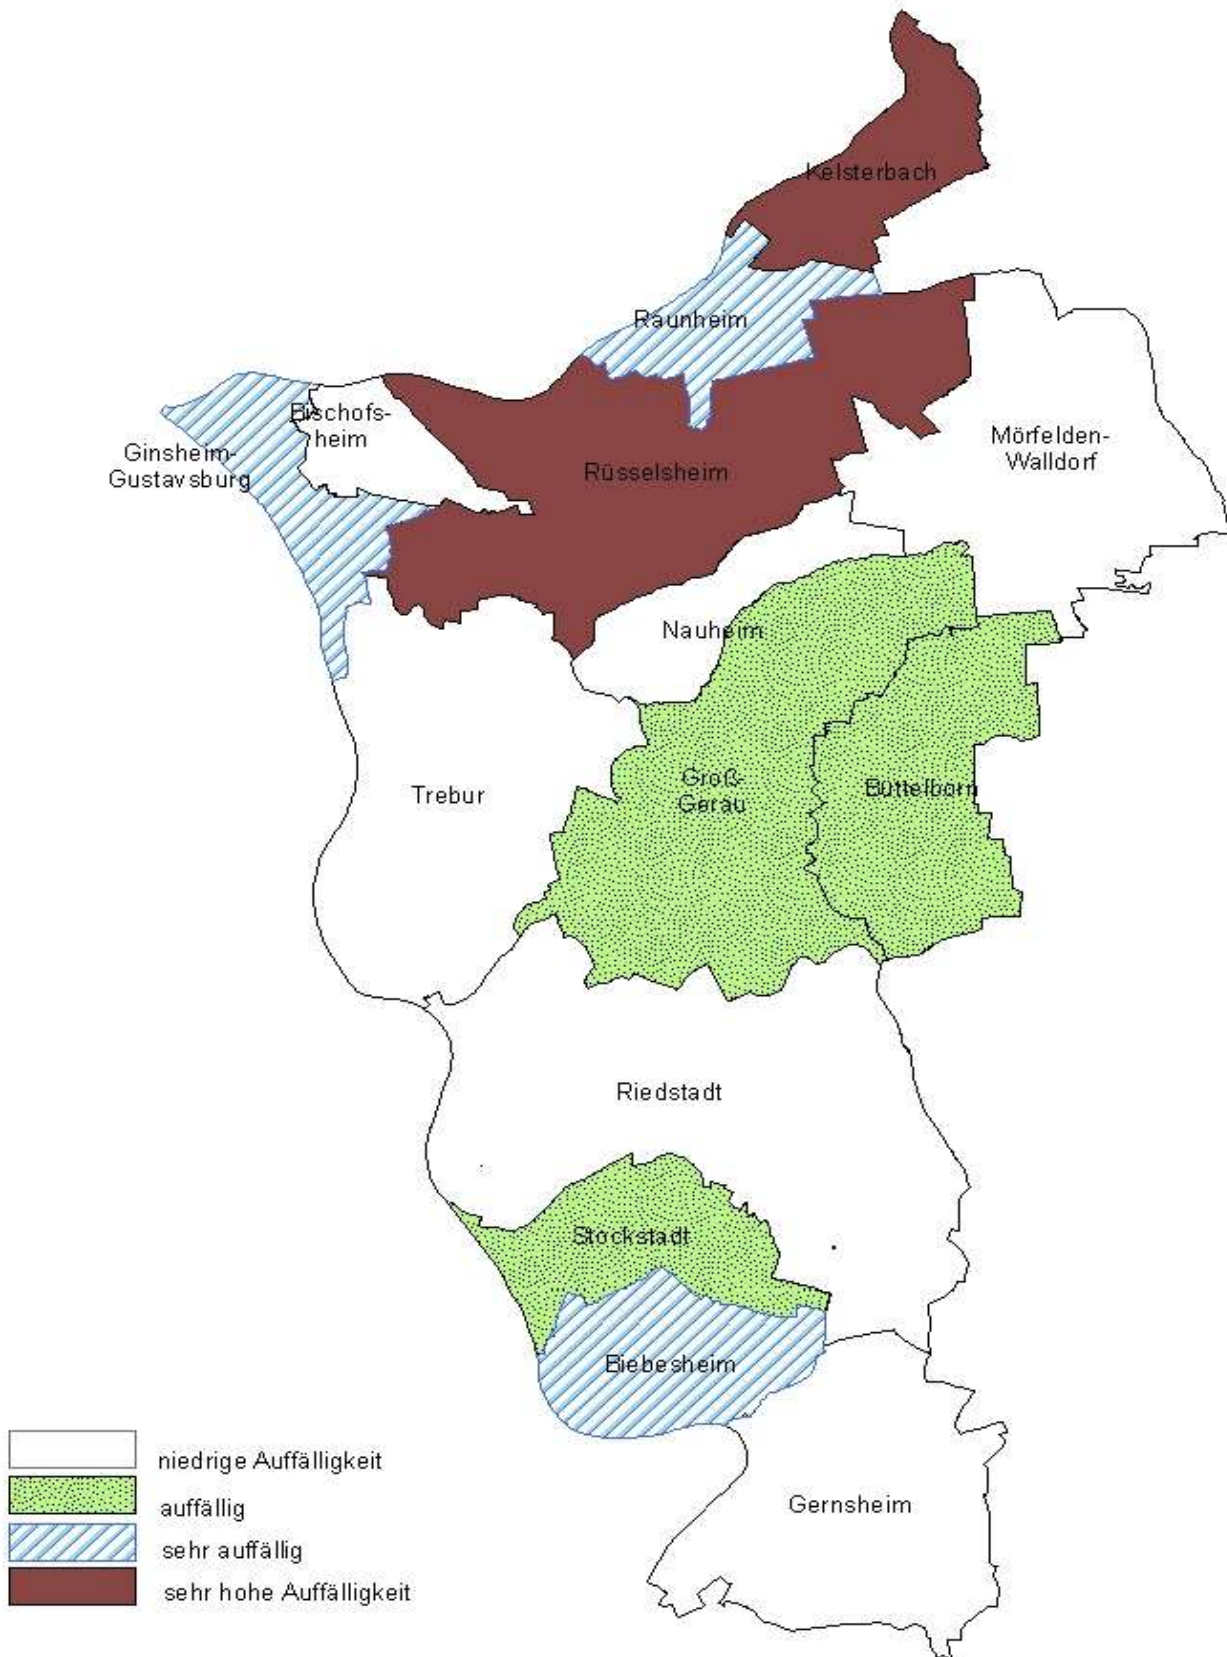 Kelsterbach
Raunheim
Bischofs-
heim
Ginsheim-
Gustavsburg
Mörfelden-
Walldorf
Rüsselsheim
Nauheim
Groß-
Gerau
Büttelborn
Trebur
Riedstadt
Stockstadt
Biebesheim
Gernsheim
niedrige Auffälligkeit
auffällig
sehr auffällig
sehr hohe Auffälligkeit